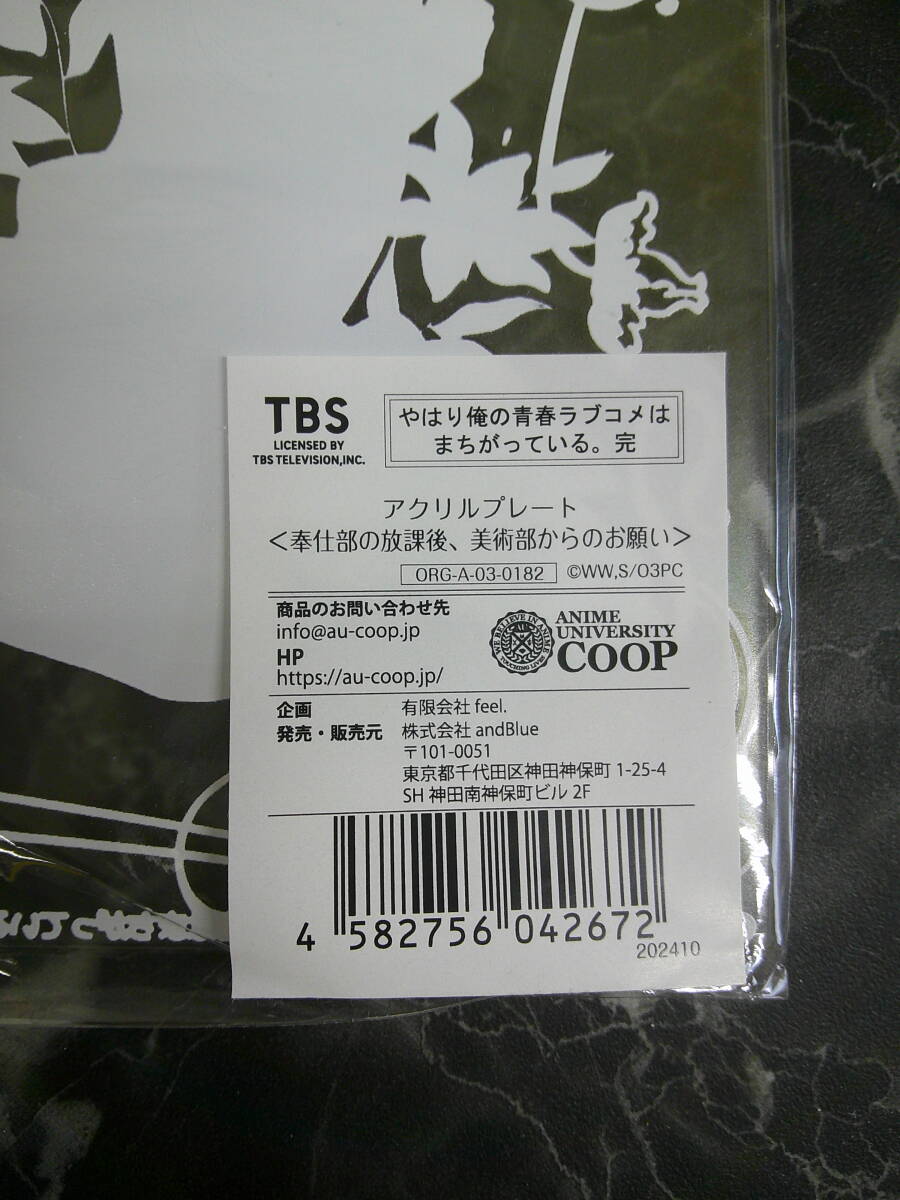 TBS
LICENSED BY
TBS TELEVISION,INC.
やはり俺の青春ラブコメは
まちがっている。完
アクリルプレート
＜奉仕部の放課後、美術部からのお願い＞
ORG-A-03-0182 ©WW,S/O3PC
商品のお問い合わせ先
info@au-coop.jp
HP
https://au-coop.jp/
WE BELIEVE IN ANIME
ANIME
UNIVERSITY
COOP
企画 有限会社 feel.
発売・販売元 株式会社 andBlue
〒101-0051
東京都千代田区神田神保町 1-25-4
SH 神田南神保町ビル 2F
4 582756 042672
202410